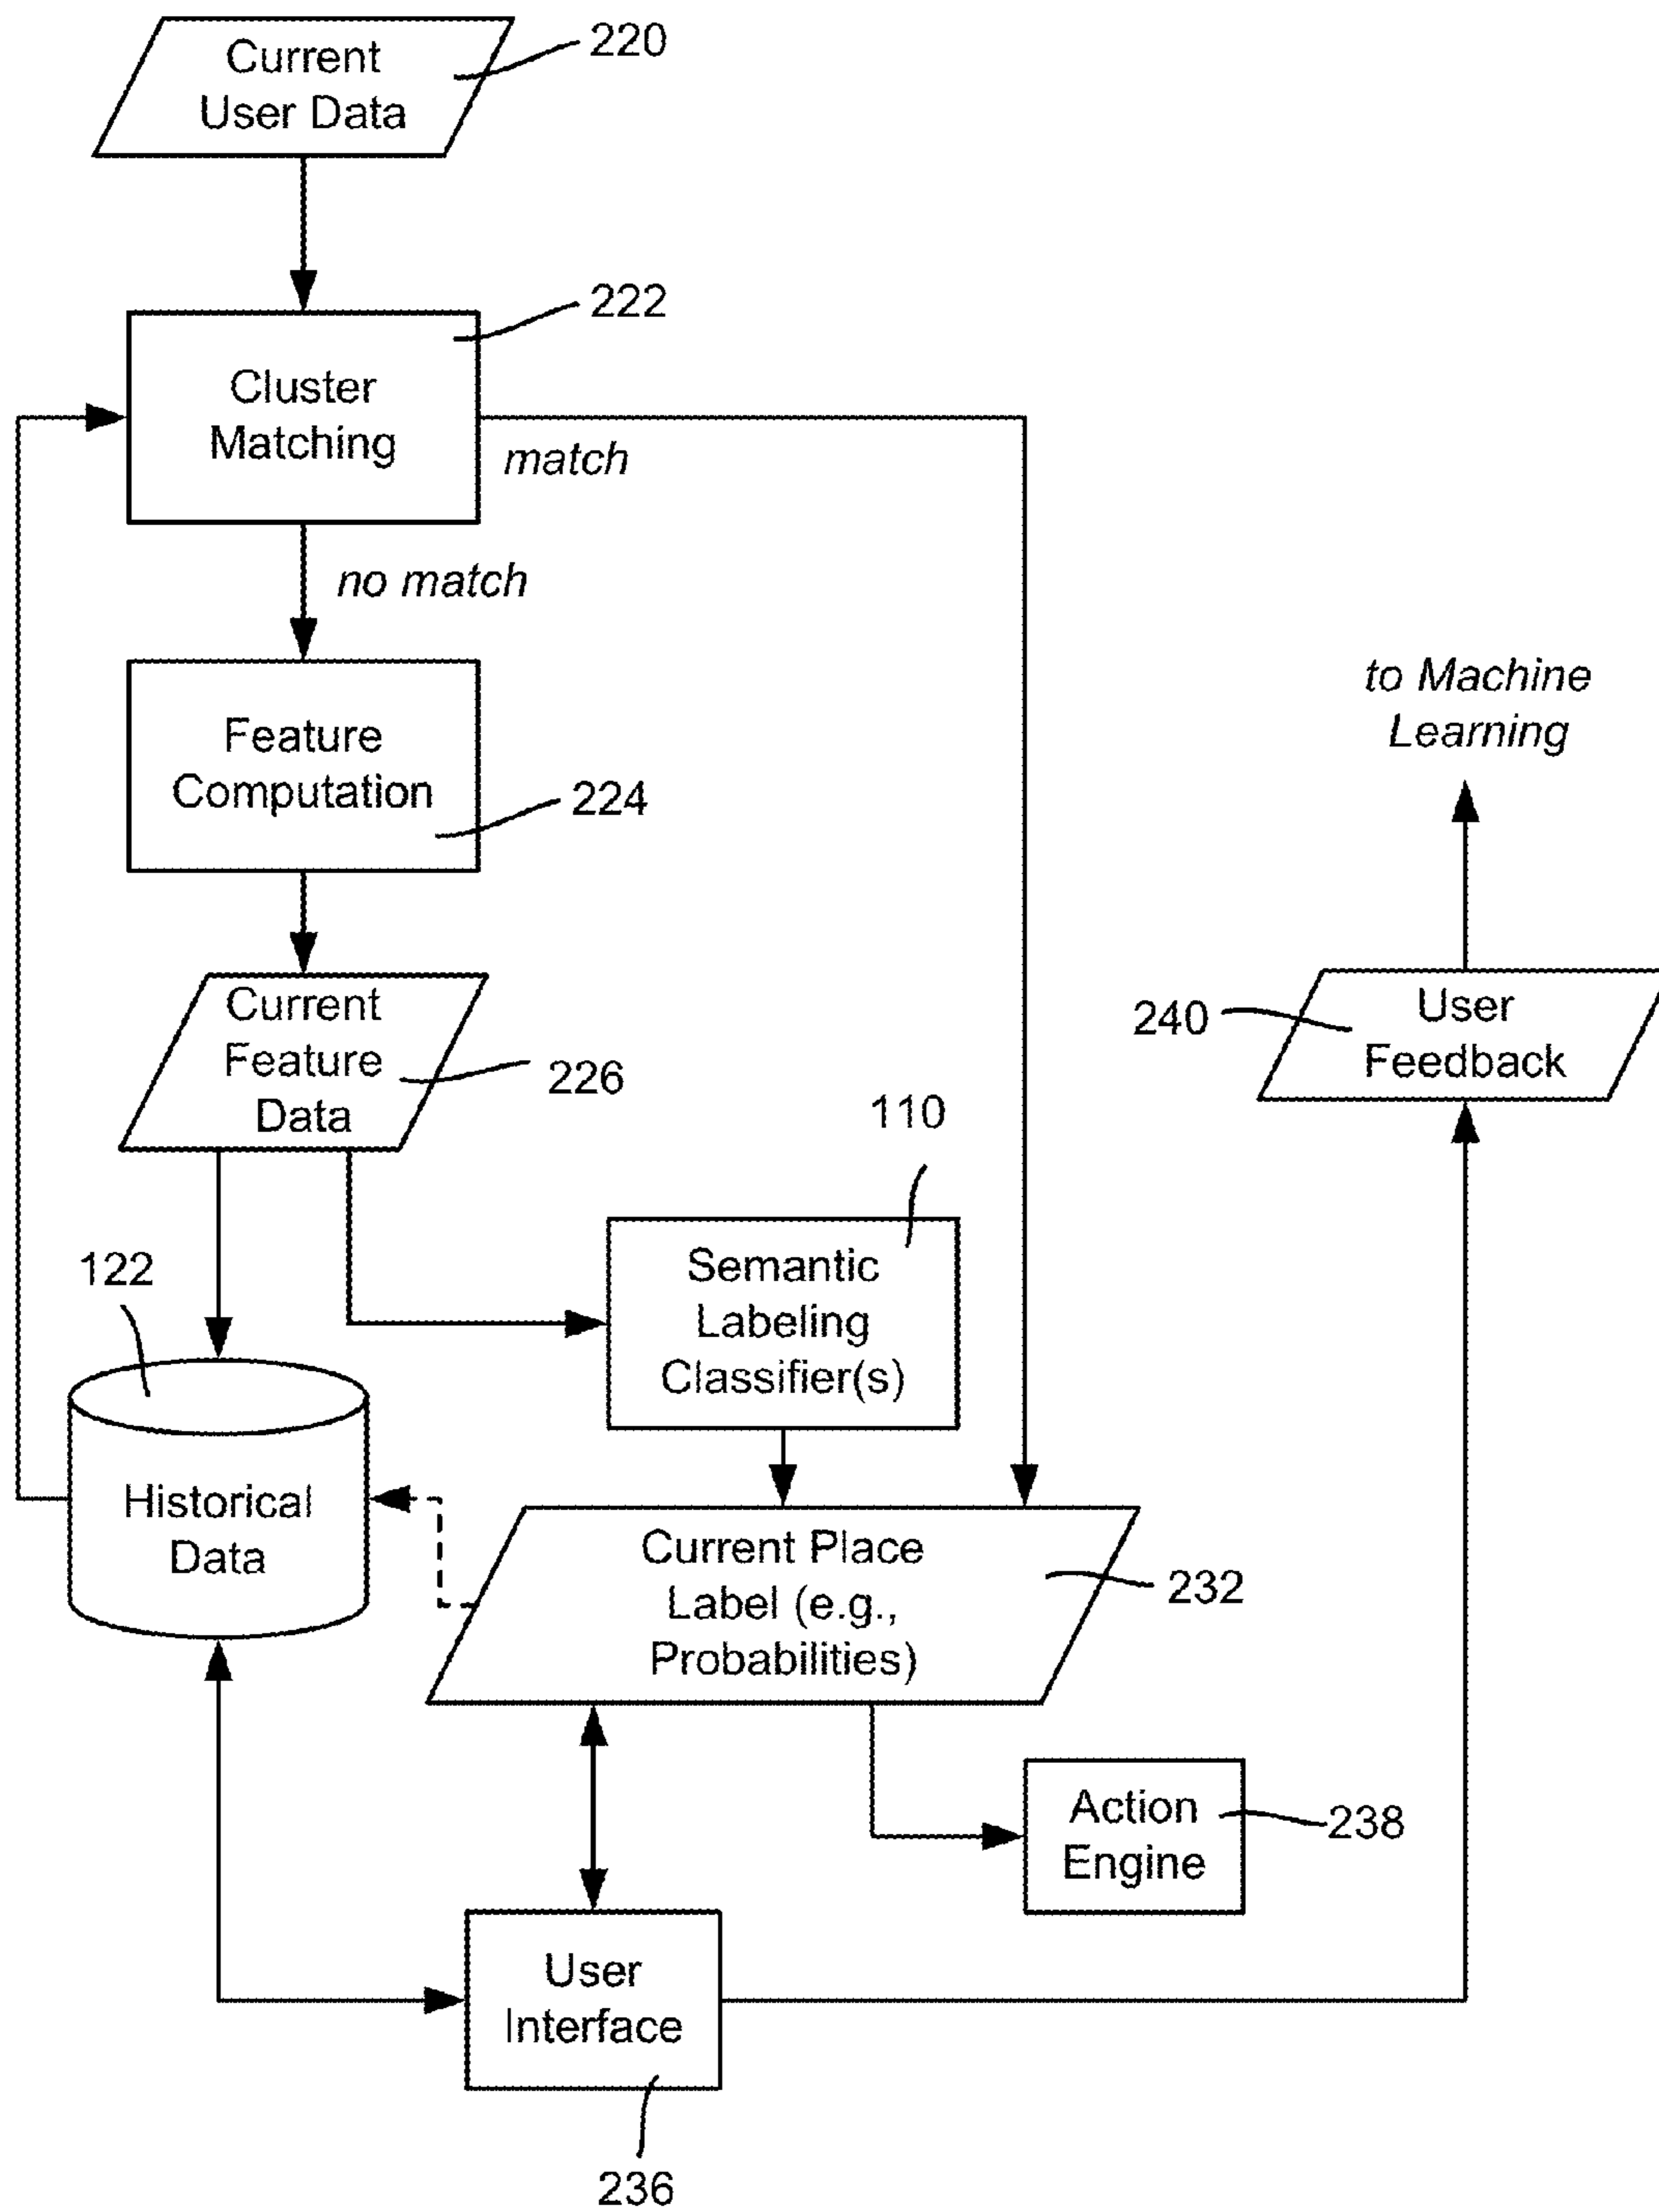 Current
User Data
220
222
Cluster
Matching
match
no match
Feature
Computation
224
to Machine
Learning
Current
Feature
Data
226
240
User
Feedback
110
122
Semantic
Labeling
Classifier(s)
Historical
Data
Current Place
Label (e.g.,
Probabilities)
232
Action
Engine
238
User
Interface
236